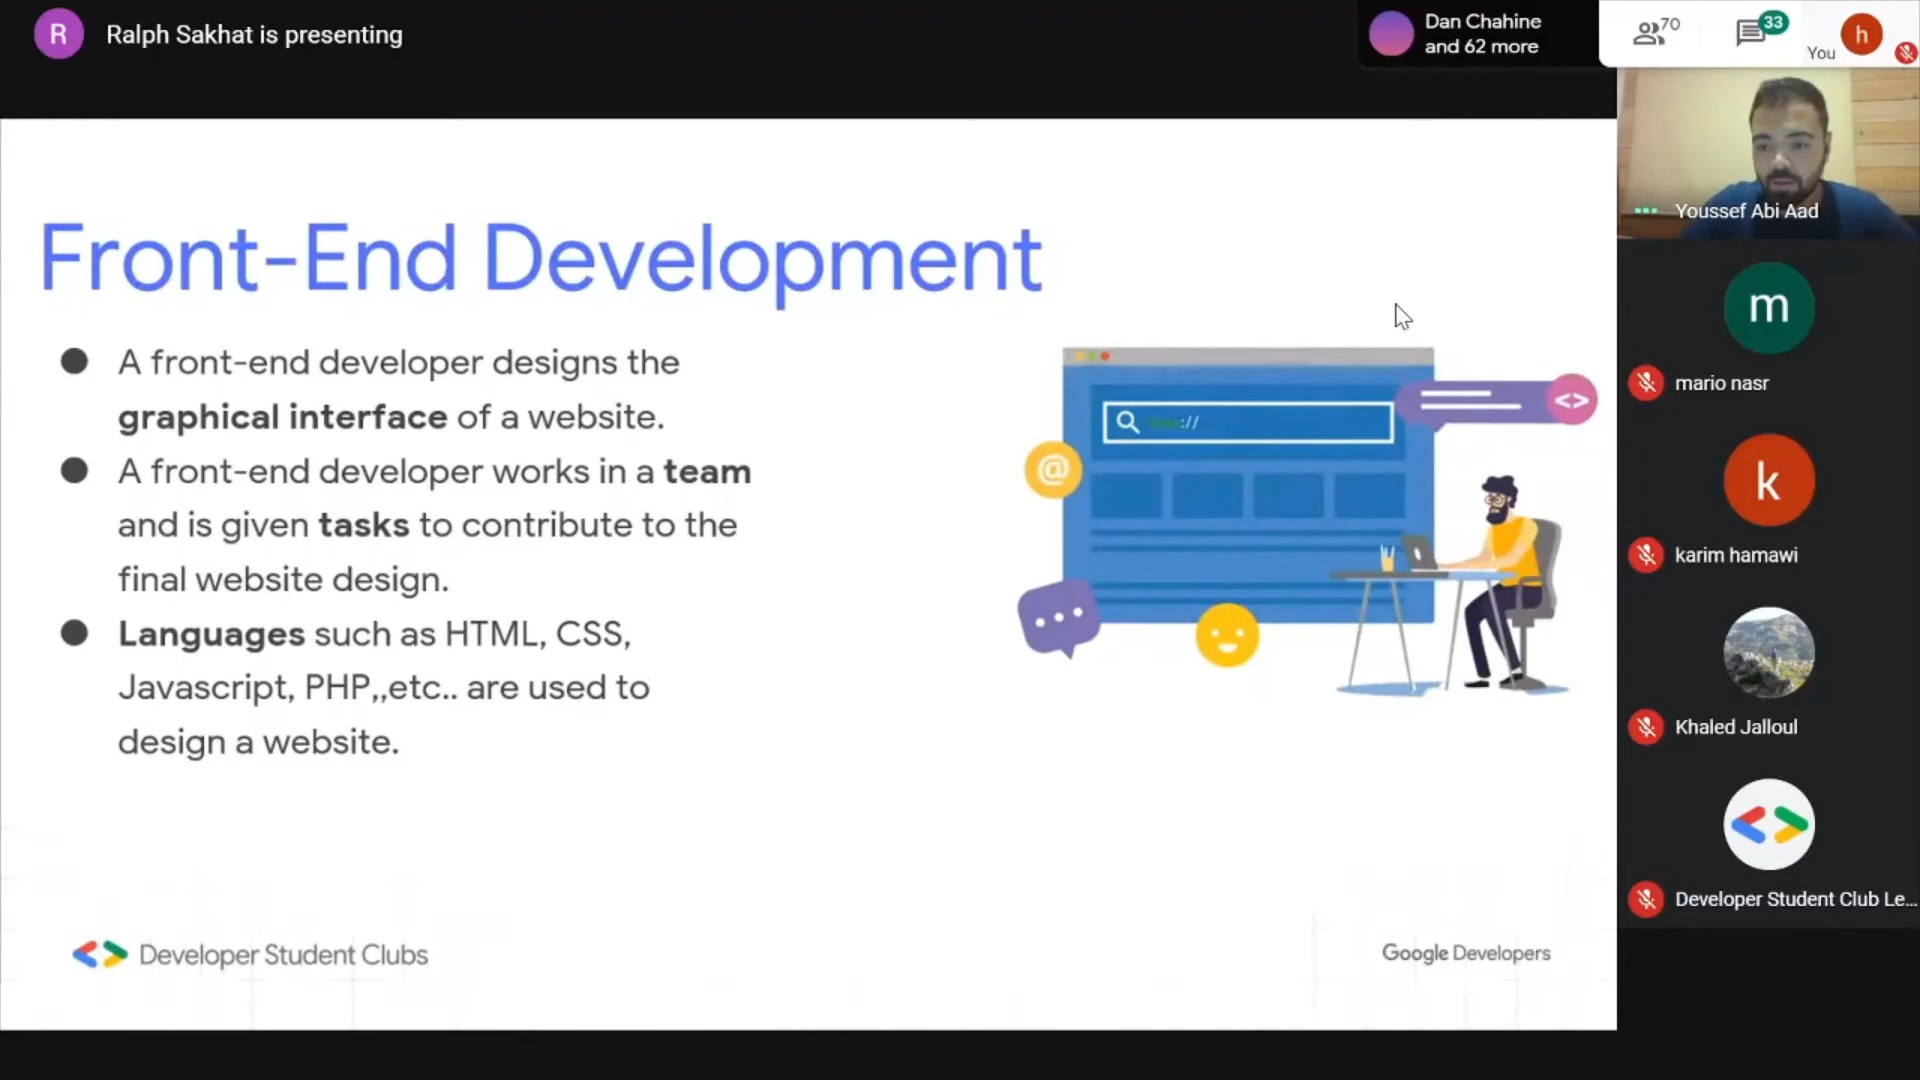 R
Ralph Sakhat is presenting
Dan Chahine
and 62 more
70
33
You
h
Youssef Abi Aad
m
mario nasr
k
karim hamawi
Khaled Jalloul
Developer Student Club Le...
Front-End Development
● A front-end developer designs the
graphical interface of a website.
● A front-end developer works in a team
and is given tasks to contribute to the
final website design.
● Languages such as HTML, CSS,
Javascript, PHP,,etc.. are used to
design a website.
://
<>
@
Developer Student Clubs
Google Developers